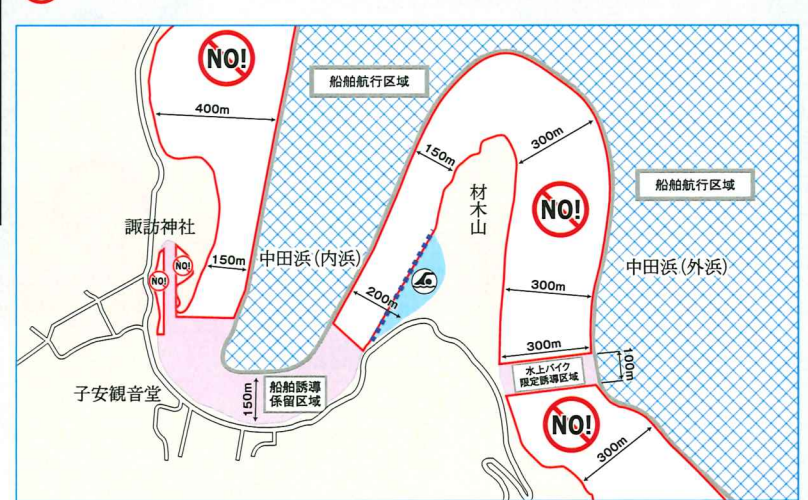 NO!
船舶航行区域
400m
300m
150m
材木山
NO!
船舶航行区域
諏訪神社
NO!
NO!
150m
中田浜(内浜)
中田浜(外浜)
200m
300m
300m
水上バイク
限定誘導区域
100m
船舶誘導
係留区域
150m
子安観音堂
NO!
300m